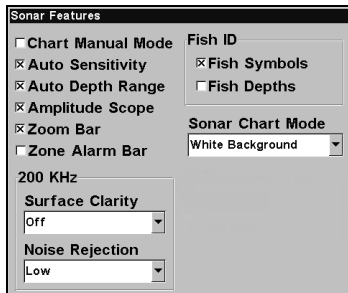 Sonar Features
Chart Manual Mode
Auto Sensitivity
Auto Depth Range
Amplitude Scope
Zoom Bar
Zone Alarm Bar
200 KHz
Surface Clarity
Off
Noise Rejection
Low
Fish ID
Fish Symbols
Fish Depths
Sonar Chart Mode
White Background